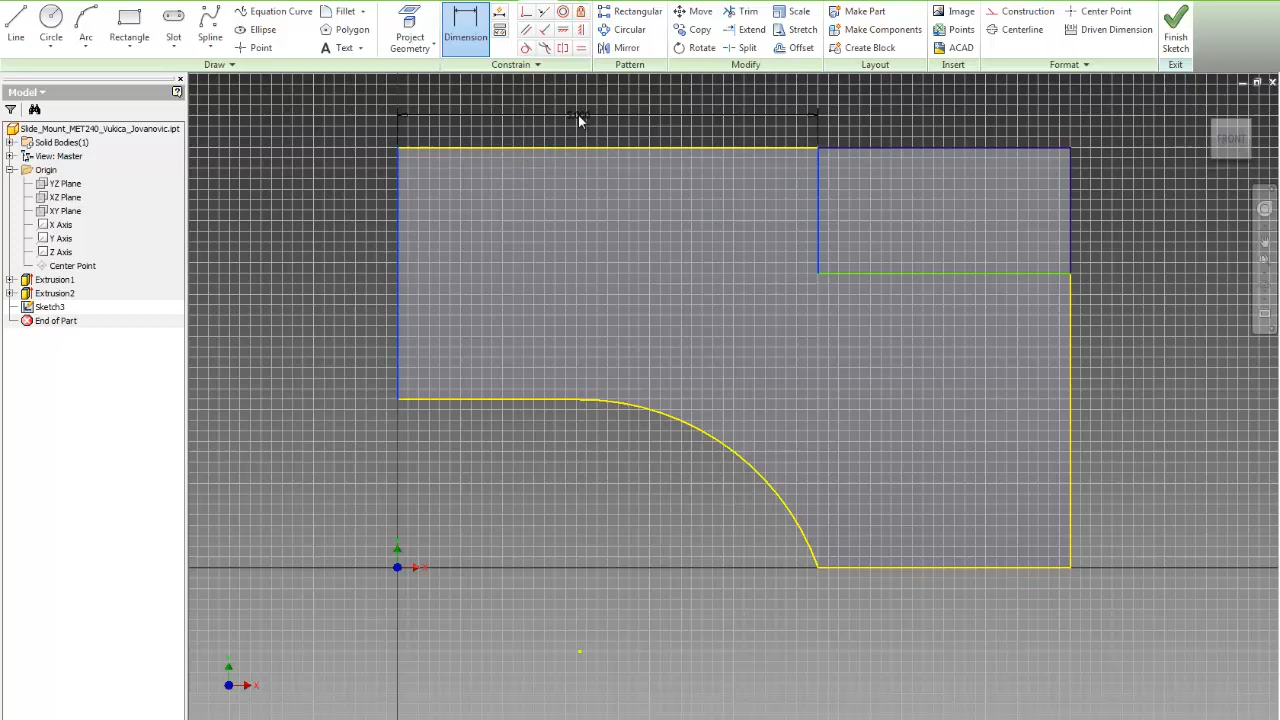 Equation Curve Fillet Rectangular Move Trim Scale Make Part Image Construction Center Point
Line Circle Arc Rectangle Slot Spline Ellipse Polygon Project Geometry Dimension Circular Copy Extend Stretch Make Components Points Centerline Driven Dimension Finish Sketch
Point Text Mirror Rotate Split Offset Create Block ACAD
Draw Constrain Pattern Modify Layout Insert Format Exit
Model
Slide_Mount_MET240_Vukica_Jovanovic.ipt
Solid Bodies(1)
View: Master
Origin
YZ Plane
XZ Plane
XY Plane
X Axis
Y Axis
Z Axis
Center Point
Extrusion1
Extrusion2
Sketch3
End of Part
FRONT
X
X